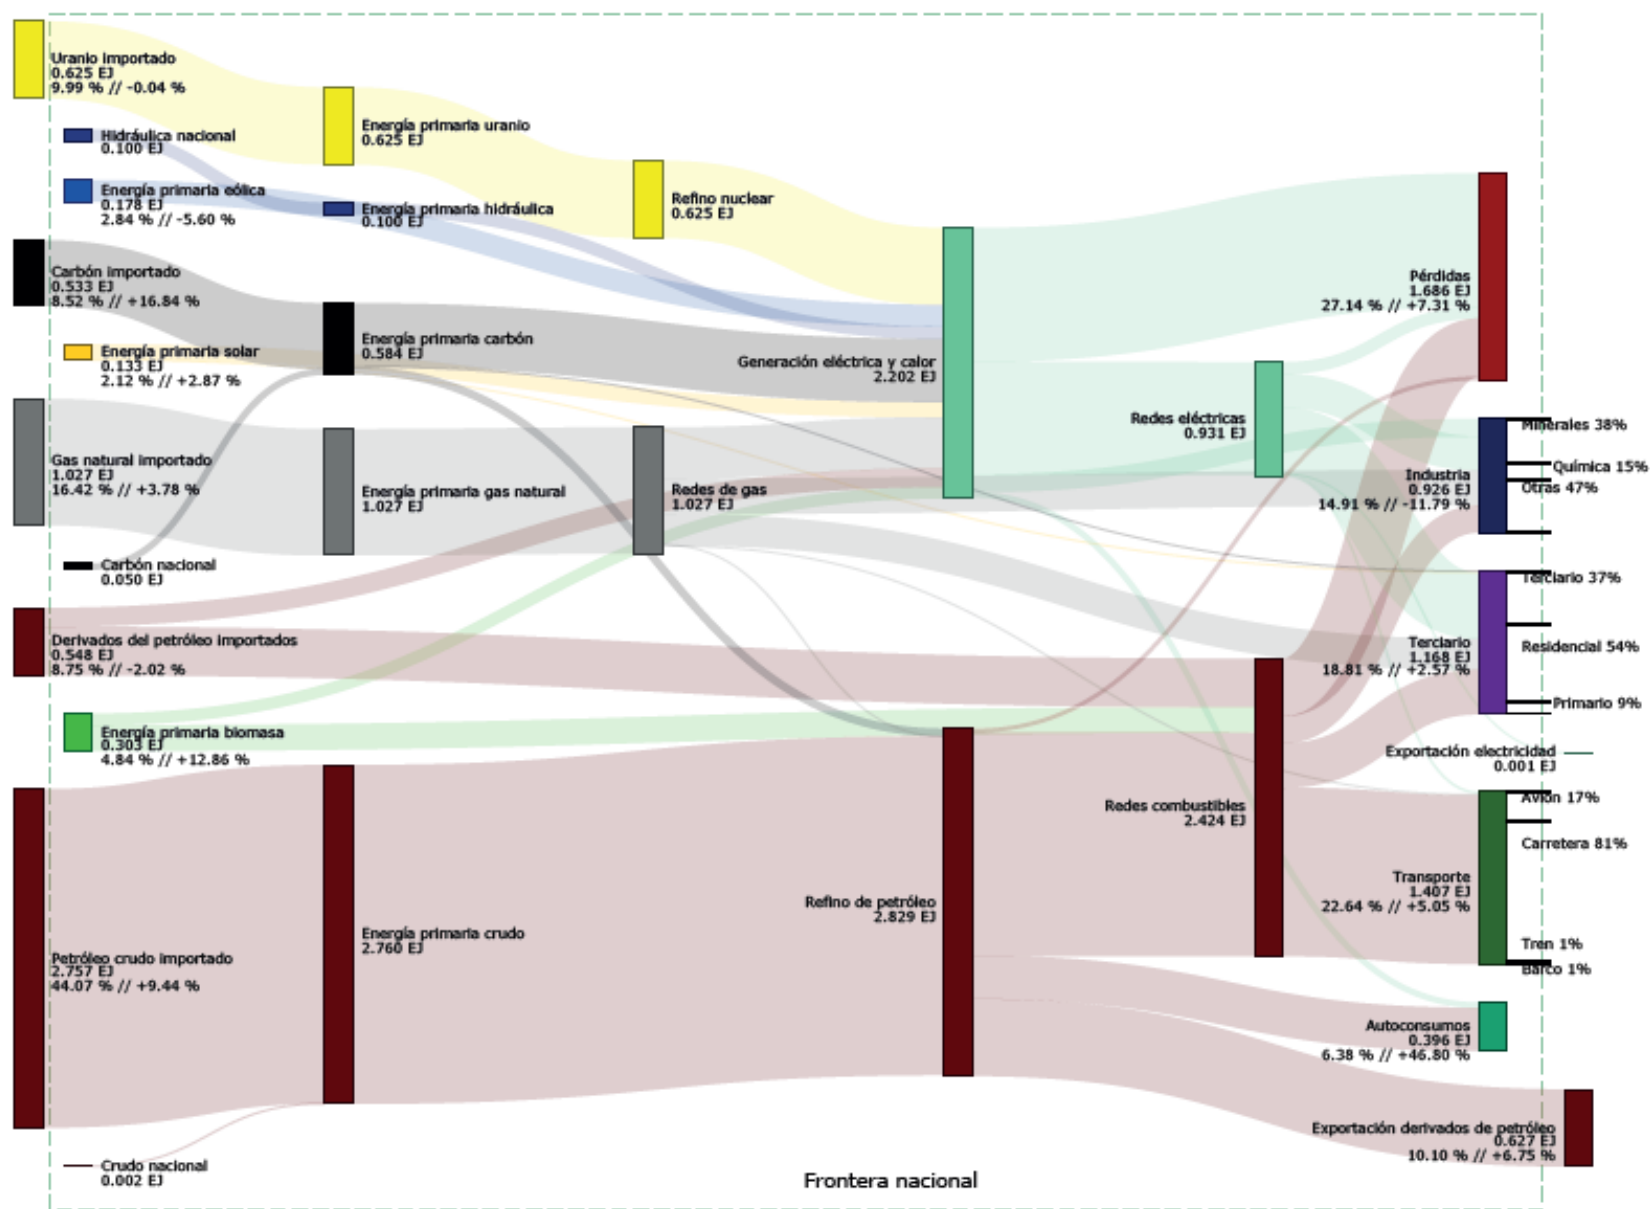 Uranio importado
0.625 EJ
9.99 % // -0.04 %
Hidráulica nacional
0.100 EJ
Energía primaria eólica
0.178 EJ
2.84 % // -5.60 %
Carbón importado
0.533 EJ
8.52 % // +16.84 %
Energía primaria solar
0.133 EJ
2.12 % // +2.87 %
Gas natural importado
1.027 EJ
16.42 % // +3.78 %
Carbón nacional
0.050 EJ
Derivados del petróleo importados
0.548 EJ
8.75 % // -2.02 %
Energía primaria biomasa
0.303 EJ
4.84 % // +12.86 %
Petróleo crudo importado
2.757 EJ
44.07 % // +9.44 %
Crudo nacional
0.002 EJ
Energía primaria uranio
0.625 EJ
Energía primaria hidráulica
0.100 EJ
Energía primaria carbón
0.584 EJ
Energía primaria gas natural
1.027 EJ
Energía primaria crudo
2.760 EJ
Refino nuclear
0.625 EJ
Redes de gas
1.027 EJ
Generación eléctrica y calor
2.202 EJ
Refino de petróleo
2.829 EJ
Redes eléctricas
0.931 EJ
Redes combustibles
2.424 EJ
Pérdidas
1.686 EJ
27.14 % // +7.31 %
Industria
0.926 EJ
14.91 % // -11.79 %
Minerales 38%
Química 15%
Otras 47%
Terciario
1.168 EJ
18.81 % // +2.57 %
Terciario 37%
Residencial 54%
Primario 9%
Exportación electricidad
0.001 EJ
Transporte
1.407 EJ
22.64 % // +5.05 %
Avión 17%
Carretera 81%
Tren 1%
Barco 1%
Autoconsumos
0.396 EJ
6.38 % // +46.80 %
Exportación derivados de petróleo
0.627 EJ
10.10 % // +6.75 %
Frontera nacional